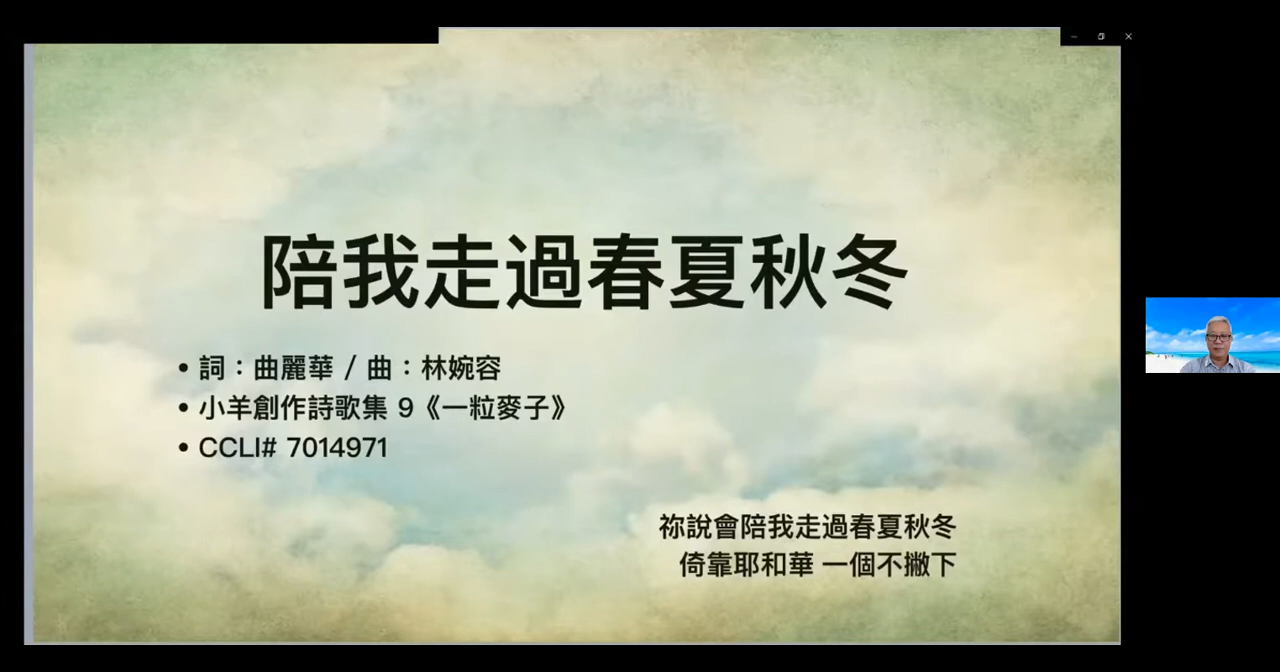 陪我走過春夏秋冬
• 詞：曲麗華 / 曲：林婉容
• 小羊創作詩歌集 9《一粒麥子》
• CCLI# 7014971
祢說會陪我走過春夏秋冬
倚靠耶和華 一個不撇下